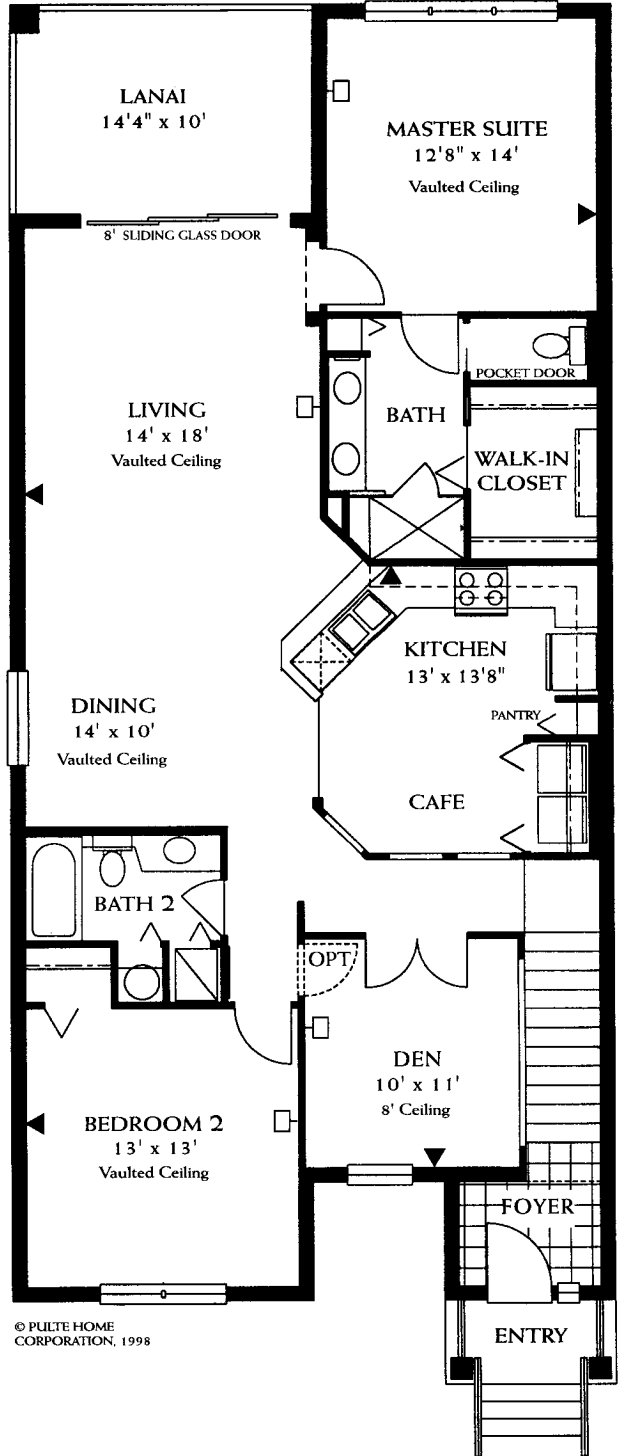 LANAI
14'4" x 10'
MASTER SUITE
12'8" x 14'
Vaulted Ceiling
8' SLIDING GLASS DOOR
POCKET DOOR
LIVING
14' x 18'
Vaulted Ceiling
BATH
WALK-IN
CLOSET
KITCHEN
13' x 13'8"
DINING
14' x 10'
Vaulted Ceiling
PANTRY
CAFE
BATH 2
OPT
DEN
10' x 11'
8' Ceiling
BEDROOM 2
13' x 13'
Vaulted Ceiling
FOYER
© PULTE HOME
CORPORATION, 1998
ENTRY